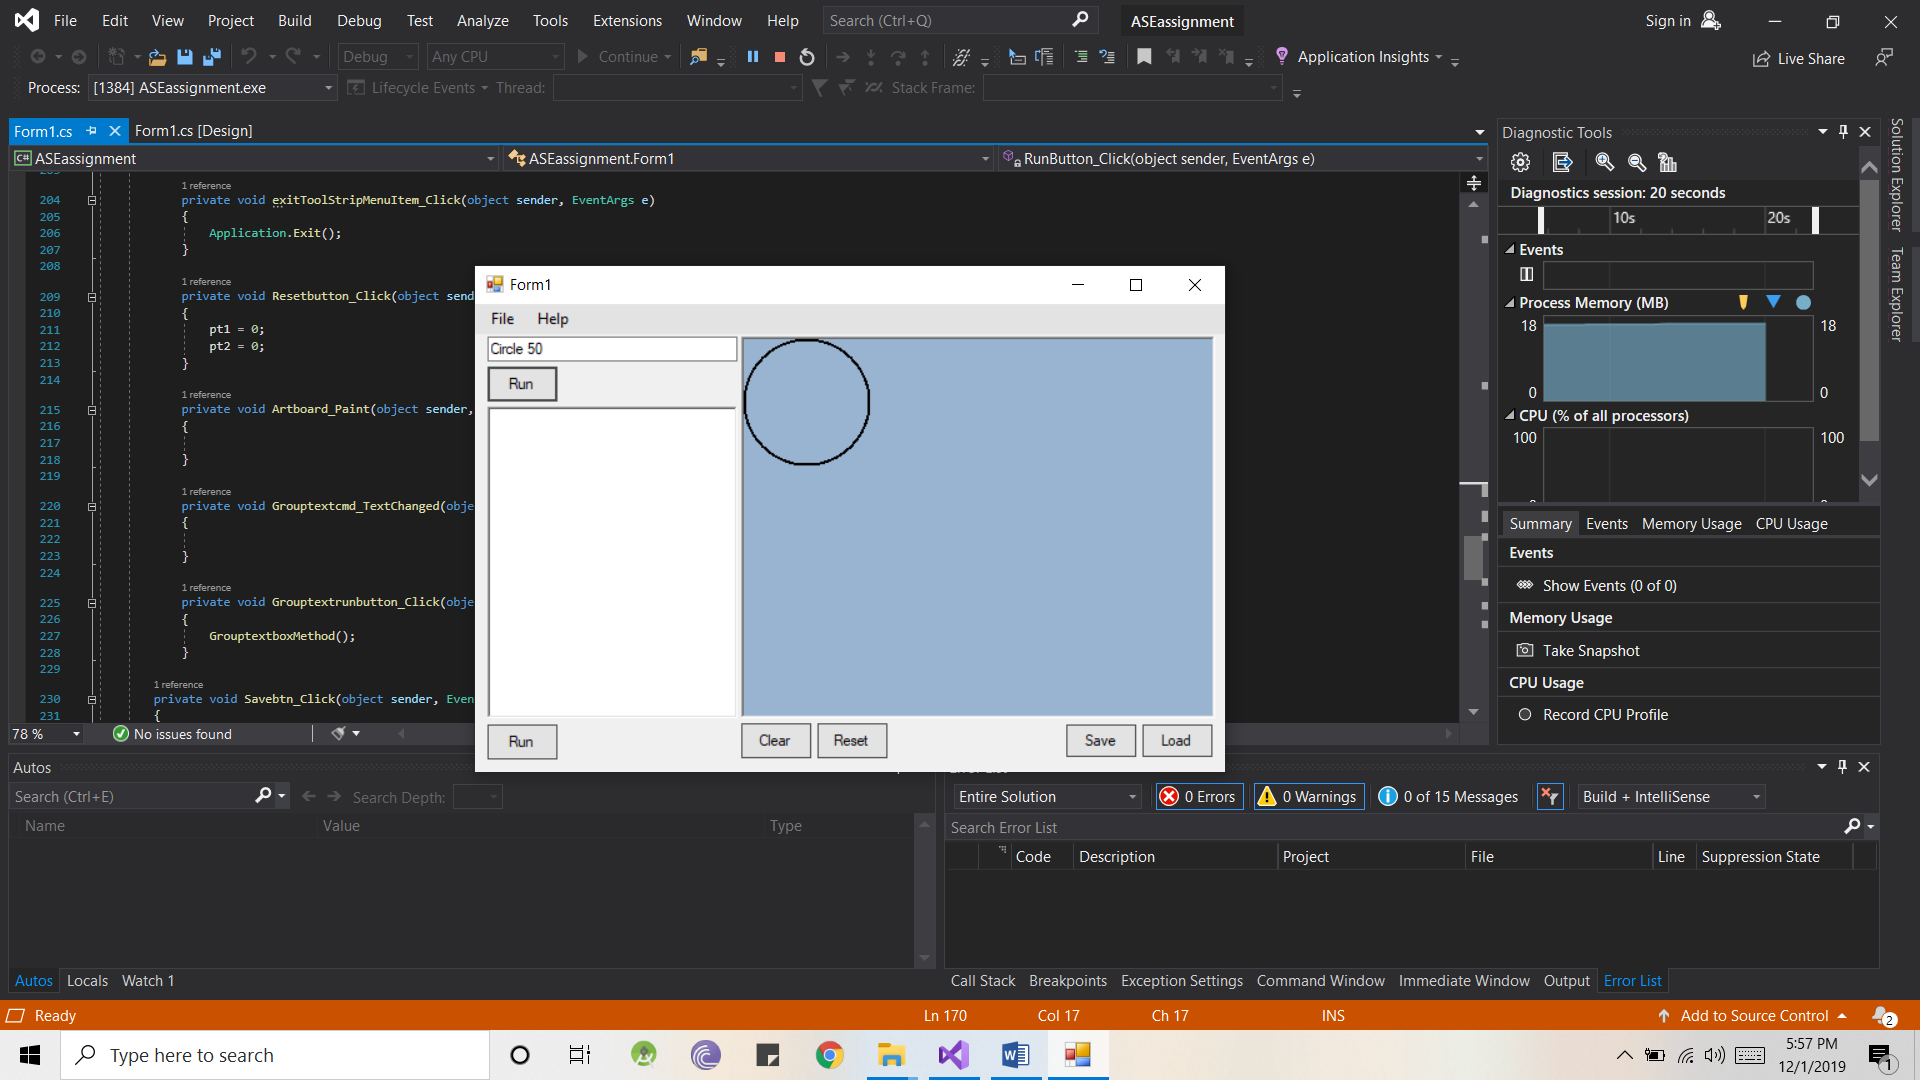 File Edit View Project Build Debug Test Analyze Tools Extensions Window Help Search (Ctrl+Q) ASEassignment Sign in
Debug Any CPU Continue Application Insights Live Share
Process: [1384] ASEassignment.exe Lifecycle Events Thread: Stack Frame:
Form1.cs Form1.cs [Design]
C# ASEassignment ASEassignment.Form1 RunButton_Click(object sender, EventArgs e)
1 reference
204 private void exitToolStripMenuItem_Click(object sender, EventArgs e)
205 {
206 Application.Exit();
207 }
208
1 reference
209 private void Resetbutton_Click(object send
210 {
211 pt1 = 0;
212 pt2 = 0;
213 }
214
1 reference
215 private void Artboard_Paint(object sender,
216 {
217
218 }
219
1 reference
220 private void Grouptextcmd_TextChanged(obje
221 {
222
223 }
224
1 reference
225 private void Grouptextrunbutton_Click(obje
226 {
227 GrouptextboxMethod();
228 }
229
1 reference
230 private void Savebtn_Click(object sender, Even
231 {
78 % No issues found
Form1
File Help
Circle 50
Run
Run Clear Reset Save Load
Diagnostic Tools
Diagnostics session: 20 seconds
10s 20s
Events
Process Memory (MB)
18 18
0 0
CPU (% of all processors)
100 100
Summary Events Memory Usage CPU Usage
Events
Show Events (0 of 0)
Memory Usage
Take Snapshot
CPU Usage
Record CPU Profile
Solution Explorer
Team Explorer
Autos
Search (Ctrl+E) Search Depth:
Name Value Type
Autos Locals Watch 1
Entire Solution 0 Errors 0 Warnings 0 of 15 Messages Build + IntelliSense
Search Error List
Code Description Project File Line Suppression State
Call Stack Breakpoints Exception Settings Command Window Immediate Window Output Error List
Ready Ln 170 Col 17 Ch 17 INS Add to Source Control 2
Type here to search
5:57 PM
12/1/2019
1